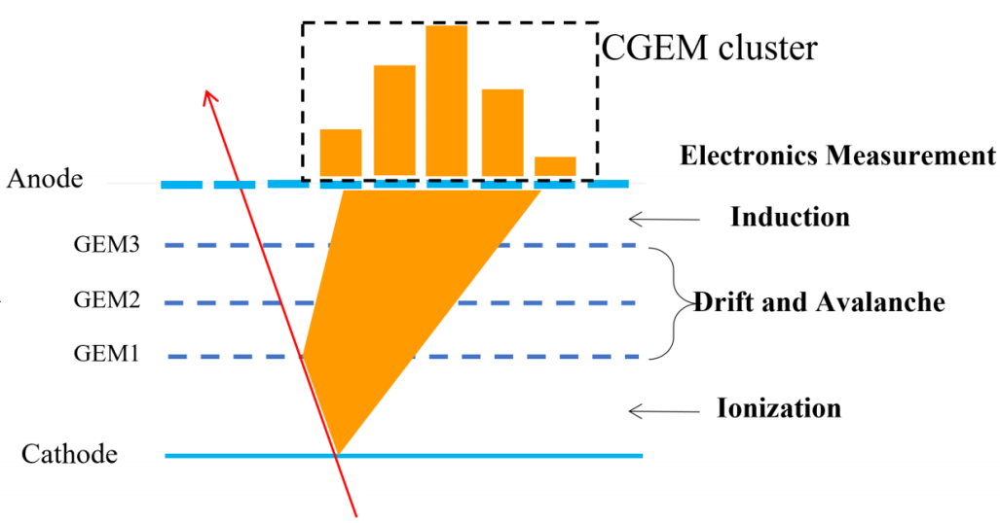 CGEM cluster
Electronics Measurement
Anode
Induction
GEM3
GEM2
Drift and Avalanche
GEM1
Ionization
Cathode